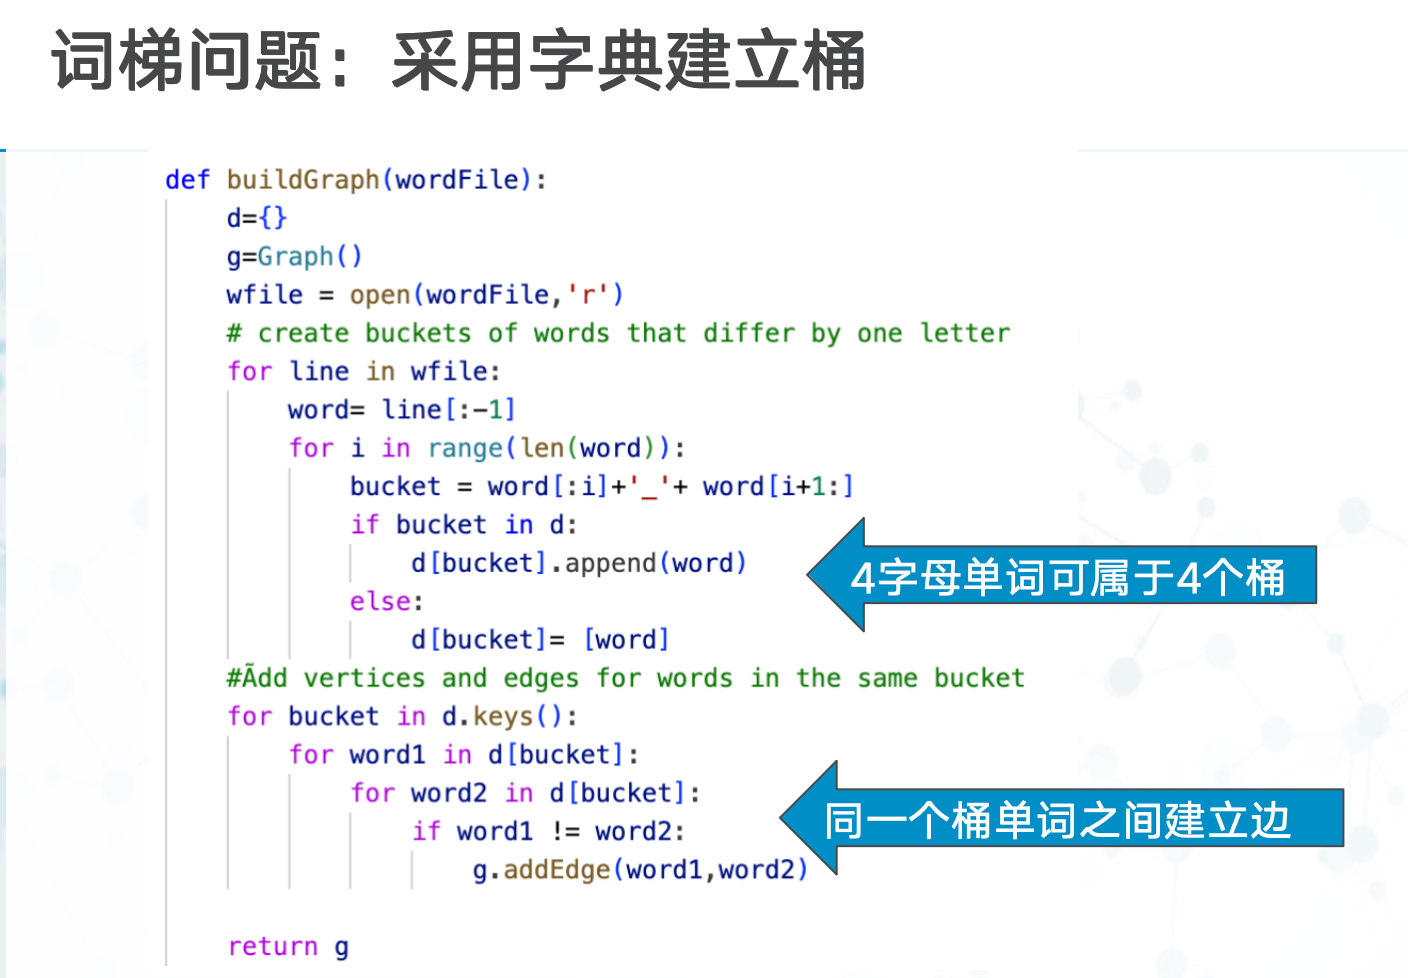 词梯问题：采用字典建立桶
def buildGraph(wordFile):
    d={}
    g=Graph()
    wfile = open(wordFile,'r')
    # create buckets of words that differ by one letter
    for line in wfile:
        word= line[:-1]
        for i in range(len(word)):
            bucket = word[:i]+'_'+ word[i+1:]
            if bucket in d:
                d[bucket].append(word)
4字母单词可属于4个桶
            else:
                d[bucket]= [word]
    #Ãdd vertices and edges for words in the same bucket
    for bucket in d.keys():
        for word1 in d[bucket]:
            for word2 in d[bucket]:
同一个桶单词之间建立边
                if word1 != word2:
                    g.addEdge(word1,word2)
    return g